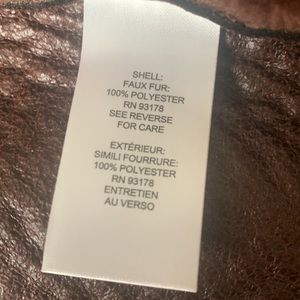 SHELL:
FAUX FUR:
100% POLYESTER
RN 93178
SEE REVERSE
FOR CARE
EXTÉRIEUR:
SIMILI FOURRURE:
100% POLYESTER
RN 93178
ENTRETIEN
AU VERSO